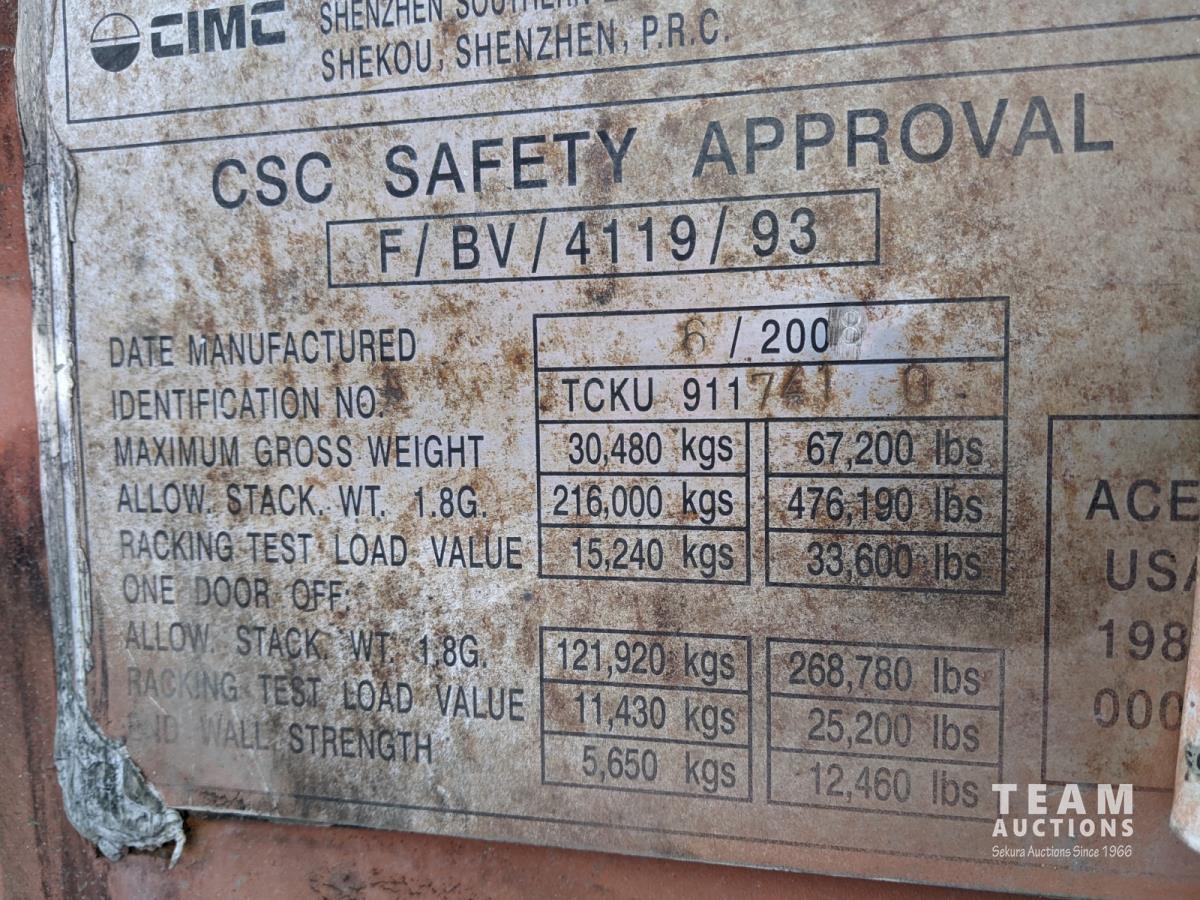 CIMC SHENZHEN SOUTHERN
SHEKOU, SHENZHEN, P.R.C.
CSC SAFETY APPROVAL
F/BV/4119/93
DATE MANUFACTURED 6 / 2008
IDENTIFICATION NO. TCKU 911741 0
MAXIMUM GROSS WEIGHT 30,480 kgs 67,200 lbs
ALLOW. STACK. WT. 1.8G. 216,000 kgs 476,190 lbs
RACKING TEST LOAD VALUE 15,240 kgs 33,600 lbs
ONE DOOR OFF:
ALLOW. STACK. WT. 1.8G. 121,920 kgs 268,780 lbs
RACKING TEST LOAD VALUE 11,430 kgs 25,200 lbs
END WALL STRENGTH 5,650 kgs 12,460 lbs
ACE
USA
198
000
TEAM
AUCTIONS
Sekura Auctions Since 1966